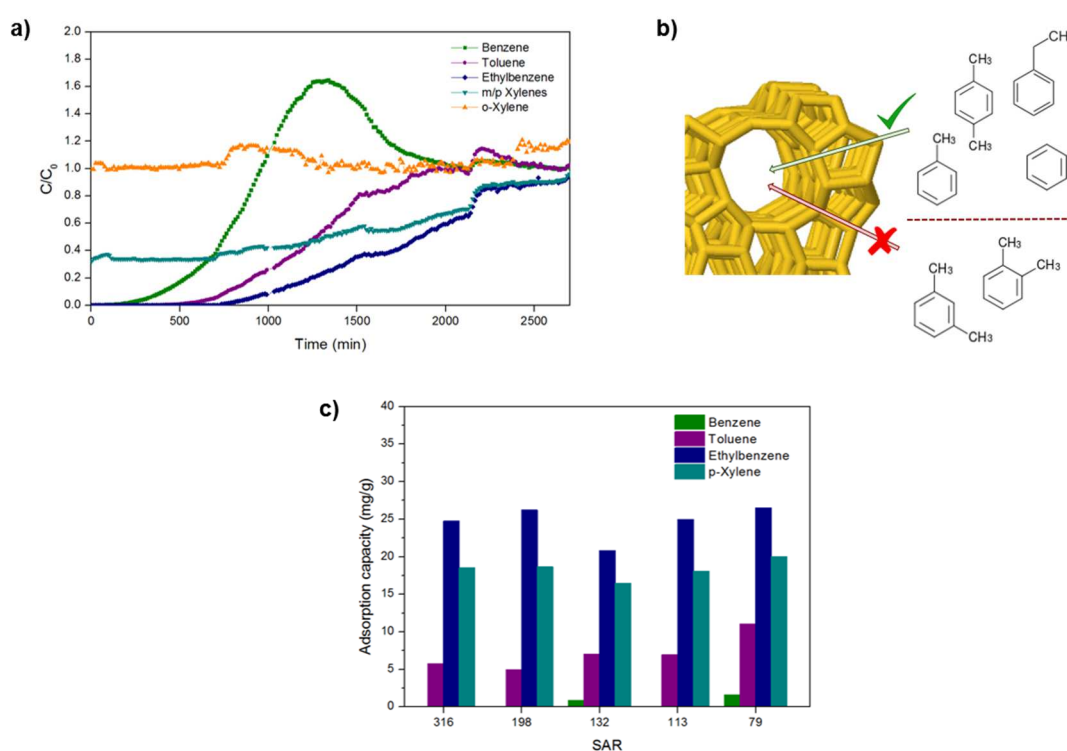 a)
2.0
1.8
1.6
1.4
1.2
1.0
0.8
0.6
0.4
0.2
0.0
C/C₀
0 500 1000 1500 2000 2500
Time (min)
Benzene
Toluene
Ethylbenzene
m/p Xylenes
o-Xylene
b)
CH
CH3
CH3
CH3
CH3
CH3
CH3
CH3
c)
40
35
30
25
20
15
10
5
0
Adsorption capacity (mg/g)
316 198 132 113 79
SAR
Benzene
Toluene
Ethylbenzene
p-Xylene